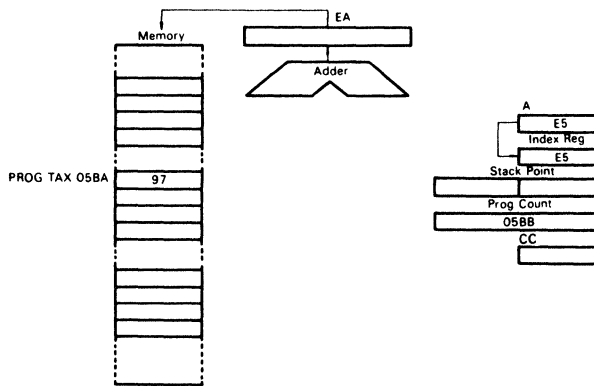 EA
Memory
Adder
A
E5
Index Reg
E5
Stack Point
PROG TAX 05BA 97
Prog Count
05BB
CC